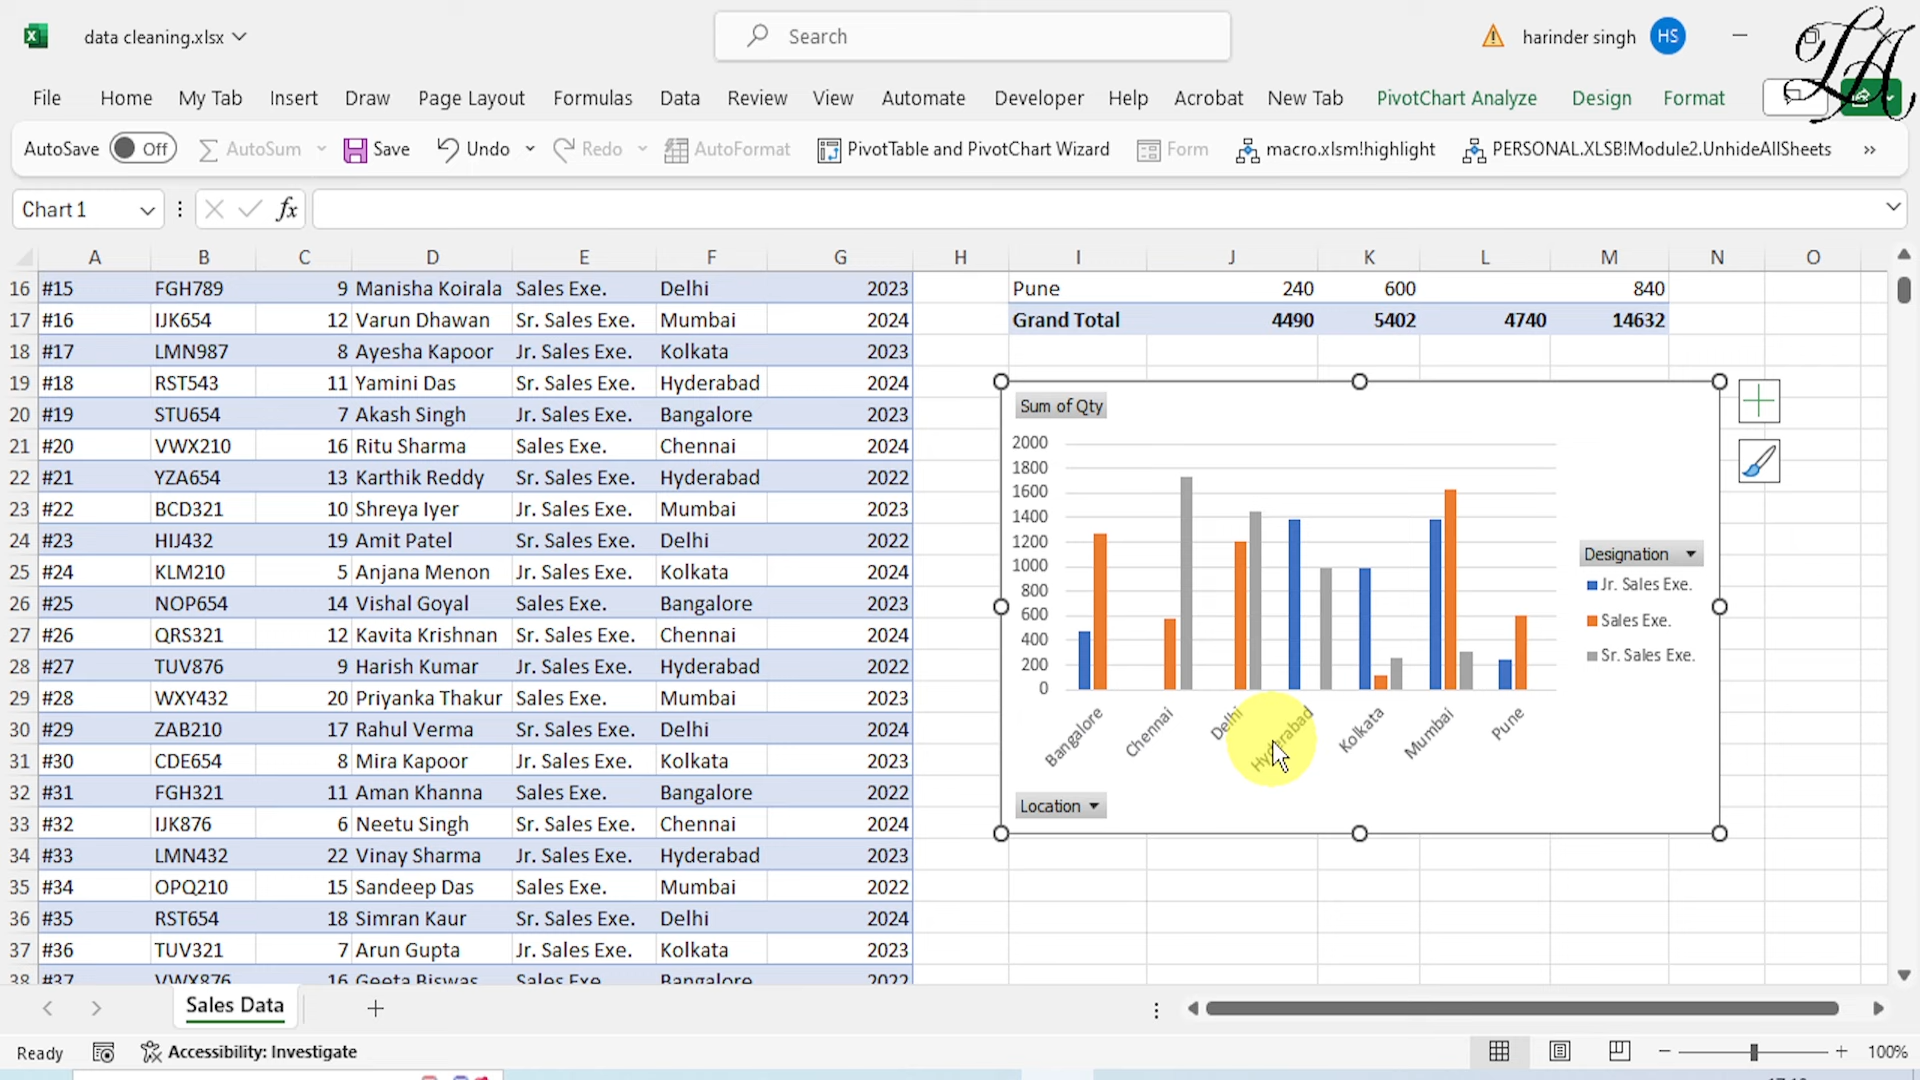 data cleaning.xlsx
Search
harinder singh HS
LA
File Home My Tab Insert Draw Page Layout Formulas Data Review View Automate Developer Help Acrobat New Tab PivotChart Analyze Design Format
AutoSave Off AutoSum Save Undo Redo AutoFormat PivotTable and PivotChart Wizard Form macro.xlsm!highlight PERSONAL.XLSB!Module2.UnhideAllSheets »
Chart 1 fx
A B C D E F G H I J K L M N O
16 #15 FGH789 9 Manisha Koirala Sales Exe. Delhi 2023 Pune 240 600 840
17 #16 IJK654 12 Varun Dhawan Sr. Sales Exe. Mumbai 2024 Grand Total 4490 5402 4740 14632
18 #17 LMN987 8 Ayesha Kapoor Jr. Sales Exe. Kolkata 2023
19 #18 RST543 11 Yamini Das Sr. Sales Exe. Hyderabad 2024
20 #19 STU654 7 Akash Singh Jr. Sales Exe. Bangalore 2023
21 #20 VWX210 16 Ritu Sharma Sales Exe. Chennai 2024
22 #21 YZA654 13 Karthik Reddy Sr. Sales Exe. Hyderabad 2022
23 #22 BCD321 10 Shreya Iyer Jr. Sales Exe. Mumbai 2023
24 #23 HIJ432 19 Amit Patel Sr. Sales Exe. Delhi 2022
25 #24 KLM210 5 Anjana Menon Jr. Sales Exe. Kolkata 2024
26 #25 NOP654 14 Vishal Goyal Sales Exe. Bangalore 2023
27 #26 QRS321 12 Kavita Krishnan Sr. Sales Exe. Chennai 2024
28 #27 TUV876 9 Harish Kumar Jr. Sales Exe. Hyderabad 2022
29 #28 WXY432 20 Priyanka Thakur Sales Exe. Mumbai 2023
30 #29 ZAB210 17 Rahul Verma Sr. Sales Exe. Delhi 2024
31 #30 CDE654 8 Mira Kapoor Jr. Sales Exe. Kolkata 2023
32 #31 FGH321 11 Aman Khanna Sales Exe. Bangalore 2022
33 #32 IJK876 6 Neetu Singh Sr. Sales Exe. Chennai 2024
34 #33 LMN432 22 Vinay Sharma Jr. Sales Exe. Hyderabad 2023
35 #34 OPQ210 15 Sandeep Das Sales Exe. Mumbai 2022
36 #35 RST654 18 Simran Kaur Sr. Sales Exe. Delhi 2024
37 #36 TUV321 7 Arun Gupta Jr. Sales Exe. Kolkata 2023
38 #37 VWX876 16 Geeta Biswas Sales Exe. Bangalore 2022
Sum of Qty
2000
1800
1600
1400
1200
1000
800
600
400
200
0
Bangalore Chennai Delhi Hyderabad Kolkata Mumbai Pune
Designation
Jr. Sales Exe.
Sales Exe.
Sr. Sales Exe.
Location
Sales Data
Ready Accessibility: Investigate 100%